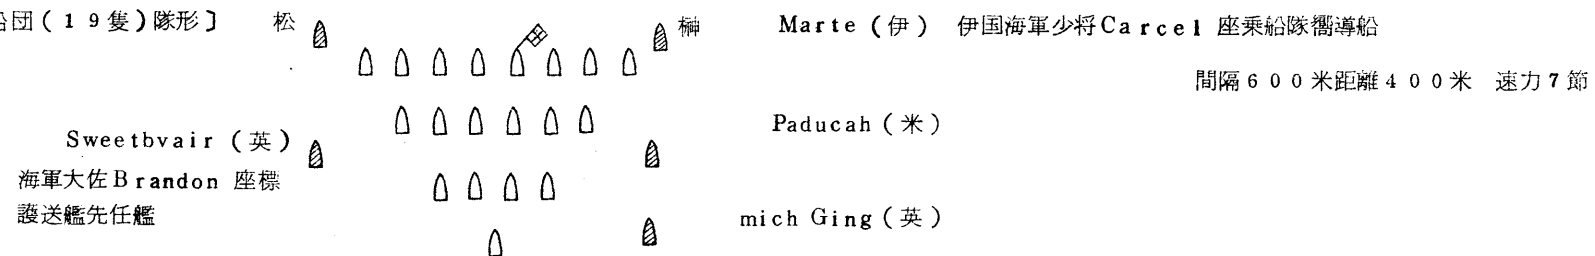 船団(19隻)隊形〕 松 榊 Marte(伊) 伊国海軍少将Carcel 座乗船隊嚮導船
間隔600米距離400米 速力7節
Paducah(米)
Sweetbvair (英)
海軍大佐Brandon 座標
護送艦先任艦
mich Ging(英)